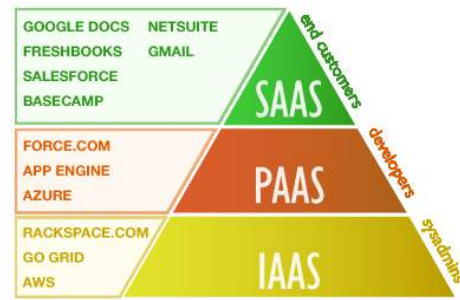 GOOGLE DOCS NETSUITE
FRESHBOOKS GMAIL
SALESFORCE
BASECAMP
SAAS
end customers
FORCE.COM
APP ENGINE
AZURE
PAAS
developers
RACKSPACE.COM
GO GRID
AWS
IAAS
sysadmins